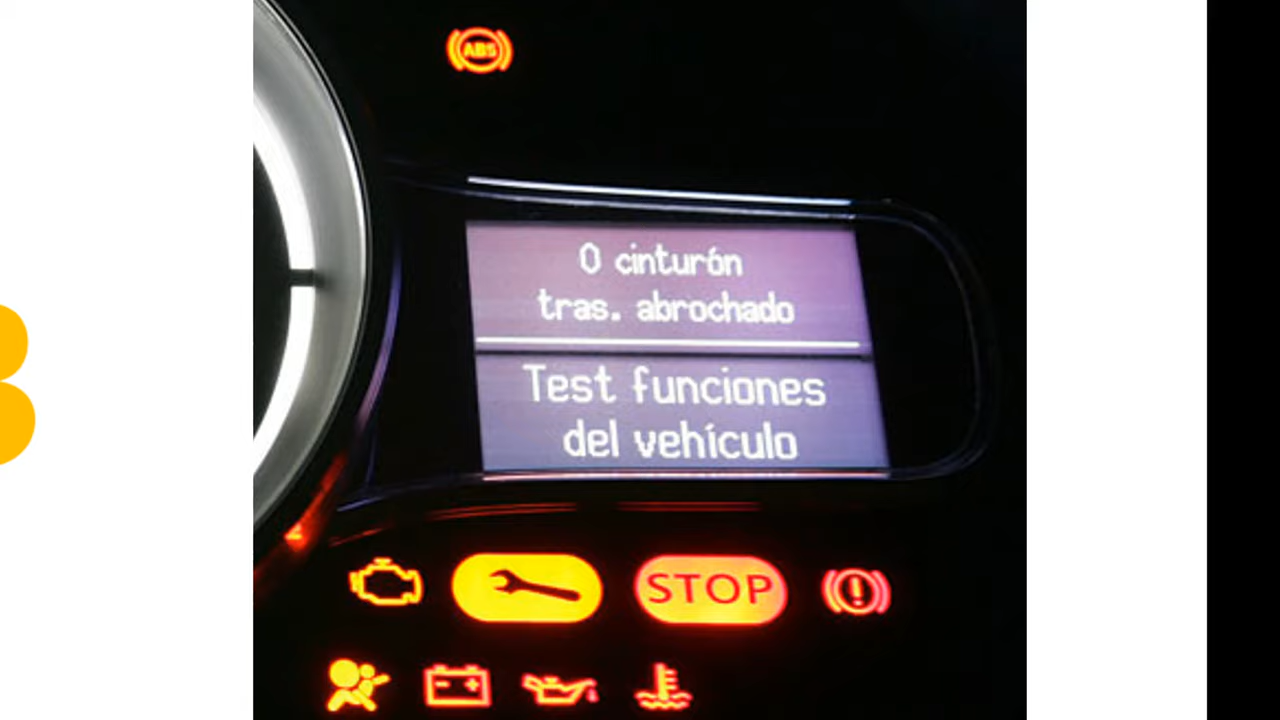 ABS
0 cinturón
tras. abrochado
Test funciones
del vehículo
STOP